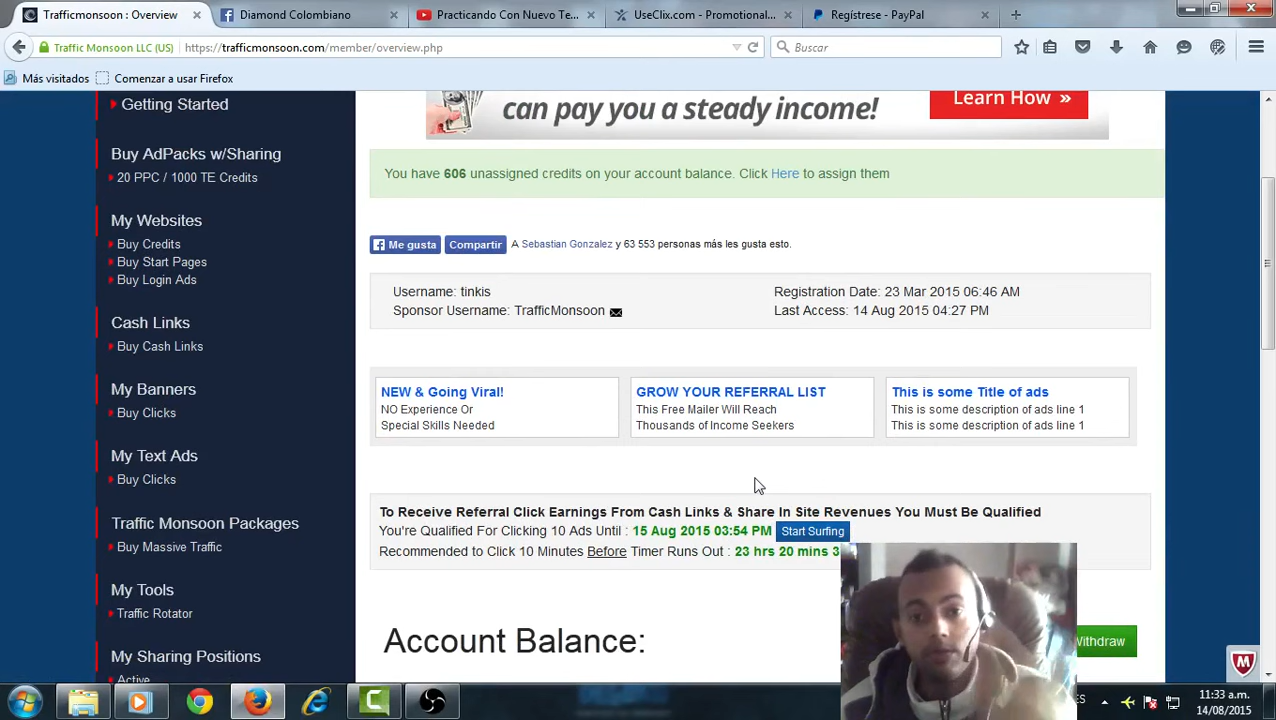 Trafficmonsoon : Overview
Diamond Colombiano
Practicando Con Nuevo Te...
UseClix.com - Promotional...
Regístrese - PayPal
Traffic Monsoon LLC (US)
https://trafficmonsoon.com/member/overview.php
Buscar
Más visitados
Comenzar a usar Firefox
Getting Started
Buy AdPacks w/Sharing
20 PPC / 1000 TE Credits
My Websites
Buy Credits
Buy Start Pages
Buy Login Ads
Cash Links
Buy Cash Links
My Banners
Buy Clicks
My Text Ads
Buy Clicks
Traffic Monsoon Packages
Buy Massive Traffic
My Tools
Traffic Rotator
My Sharing Positions
Active
can pay you a steady income!
Learn How »
You have 606 unassigned credits on your account balance. Click Here to assign them
Me gusta
Compartir
A Sebastian Gonzalez y 63 553 personas más les gusta esto.
Username: tinkis
Registration Date: 23 Mar 2015 06:46 AM
Sponsor Username: TrafficMonsoon
Last Access: 14 Aug 2015 04:27 PM
NEW & Going Viral!
NO Experience Or
Special Skills Needed
GROW YOUR REFERRAL LIST
This Free Mailer Will Reach
Thousands of Income Seekers
This is some Title of ads
This is some description of ads line 1
This is some description of ads line 1
To Receive Referral Click Earnings From Cash Links & Share In Site Revenues You Must Be Qualified
You're Qualified For Clicking 10 Ads Until : 15 Aug 2015 03:54 PM Start Surfing
Recommended to Click 10 Minutes Before Timer Runs Out : 23 hrs 20 mins 3
Account Balance:
Withdraw
ES
11:33 a.m.
14/08/2015